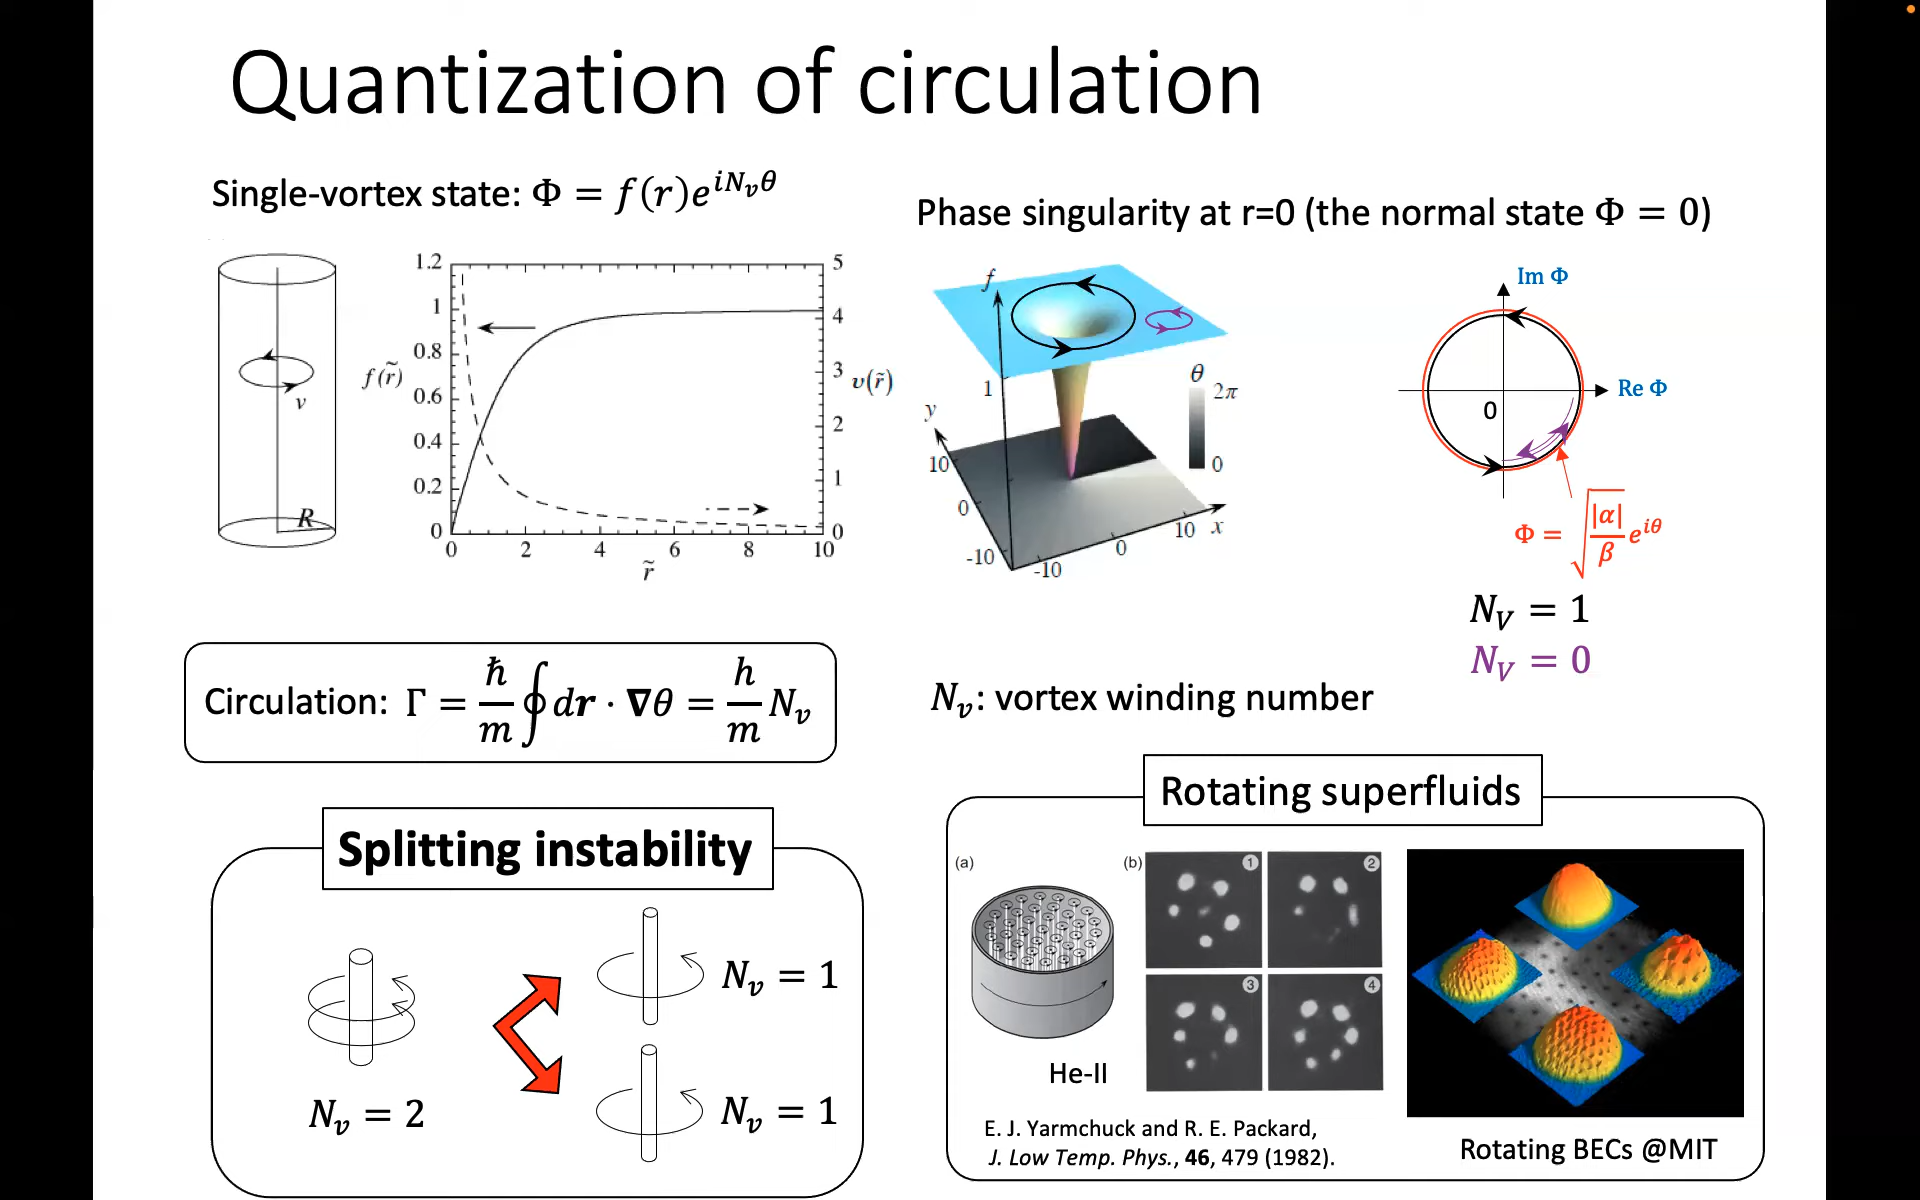 Quantization of circulation
Single-vortex state: Φ = f(r)e^{iN_vθ}
Phase singularity at r=0 (the normal state Φ = 0)
v
R
1.2
1
0.8
0.6
0.4
0.2
0
f(r̃)
5
4
3
2
1
0
υ(r̃)
0 2 4 6 8 10
r̃
f
1
y
10
0
-10
-10
0
10
x
θ
2π
0
Im Φ
Re Φ
0
Φ = √(|α|/β) e^{iθ}
N_V = 1
N_V = 0
Circulation: Γ = ħ/m ∮ d𝒓 · 𝛁θ = h/m N_v
N_v: vortex winding number
Splitting instability
N_v = 2
N_v = 1
N_v = 1
Rotating superfluids
(a)
(b)
1
2
3
4
He-II
E. J. Yarmchuck and R. E. Packard,
J. Low Temp. Phys., 46, 479 (1982).
Rotating BECs @MIT